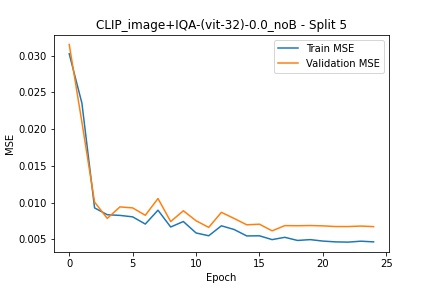 CLIP_image+IQA-(vit-32)-0.0_noB - Split 5
Train MSE
Validation MSE
0.030
0.025
0.020
0.015
0.010
0.005
MSE
0 5 10 15 20 25
Epoch